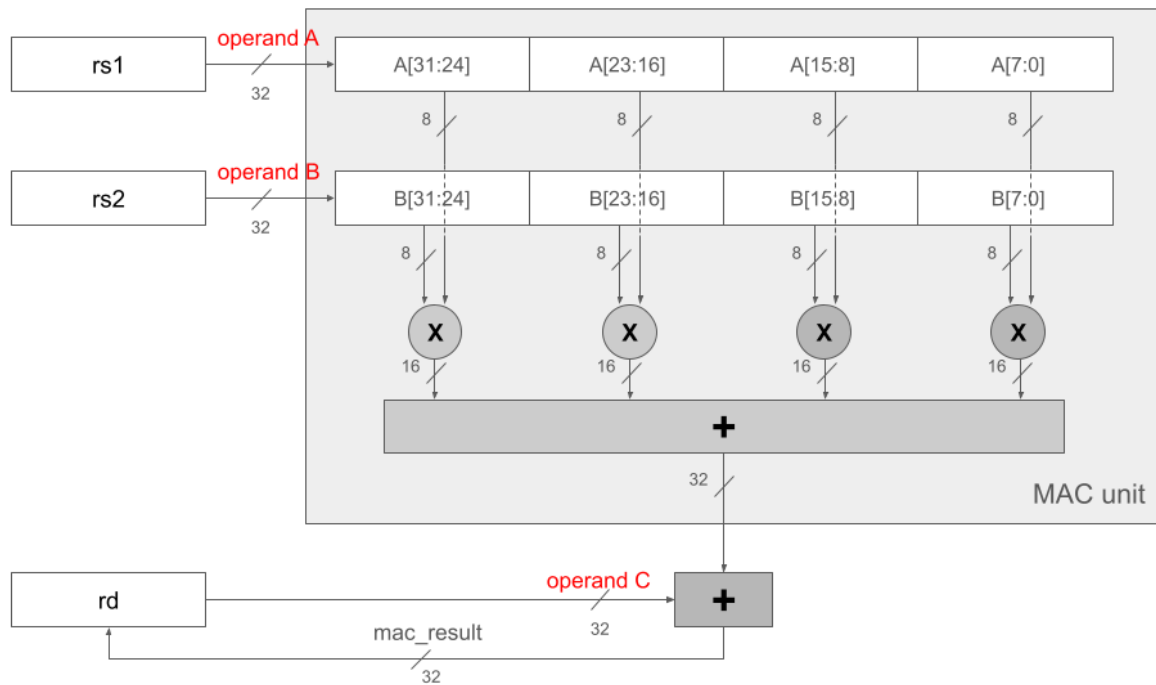 operand A
rs1
32
A[31:24]
A[23:16]
A[15:8]
A[7:0]
8
8
8
8
operand B
rs2
32
B[31:24]
B[23:16]
B[15:8]
B[7:0]
8
8
8
8
X
X
X
X
16
16
16
16
+
32
MAC unit
operand C
rd
32
+
mac_result
32